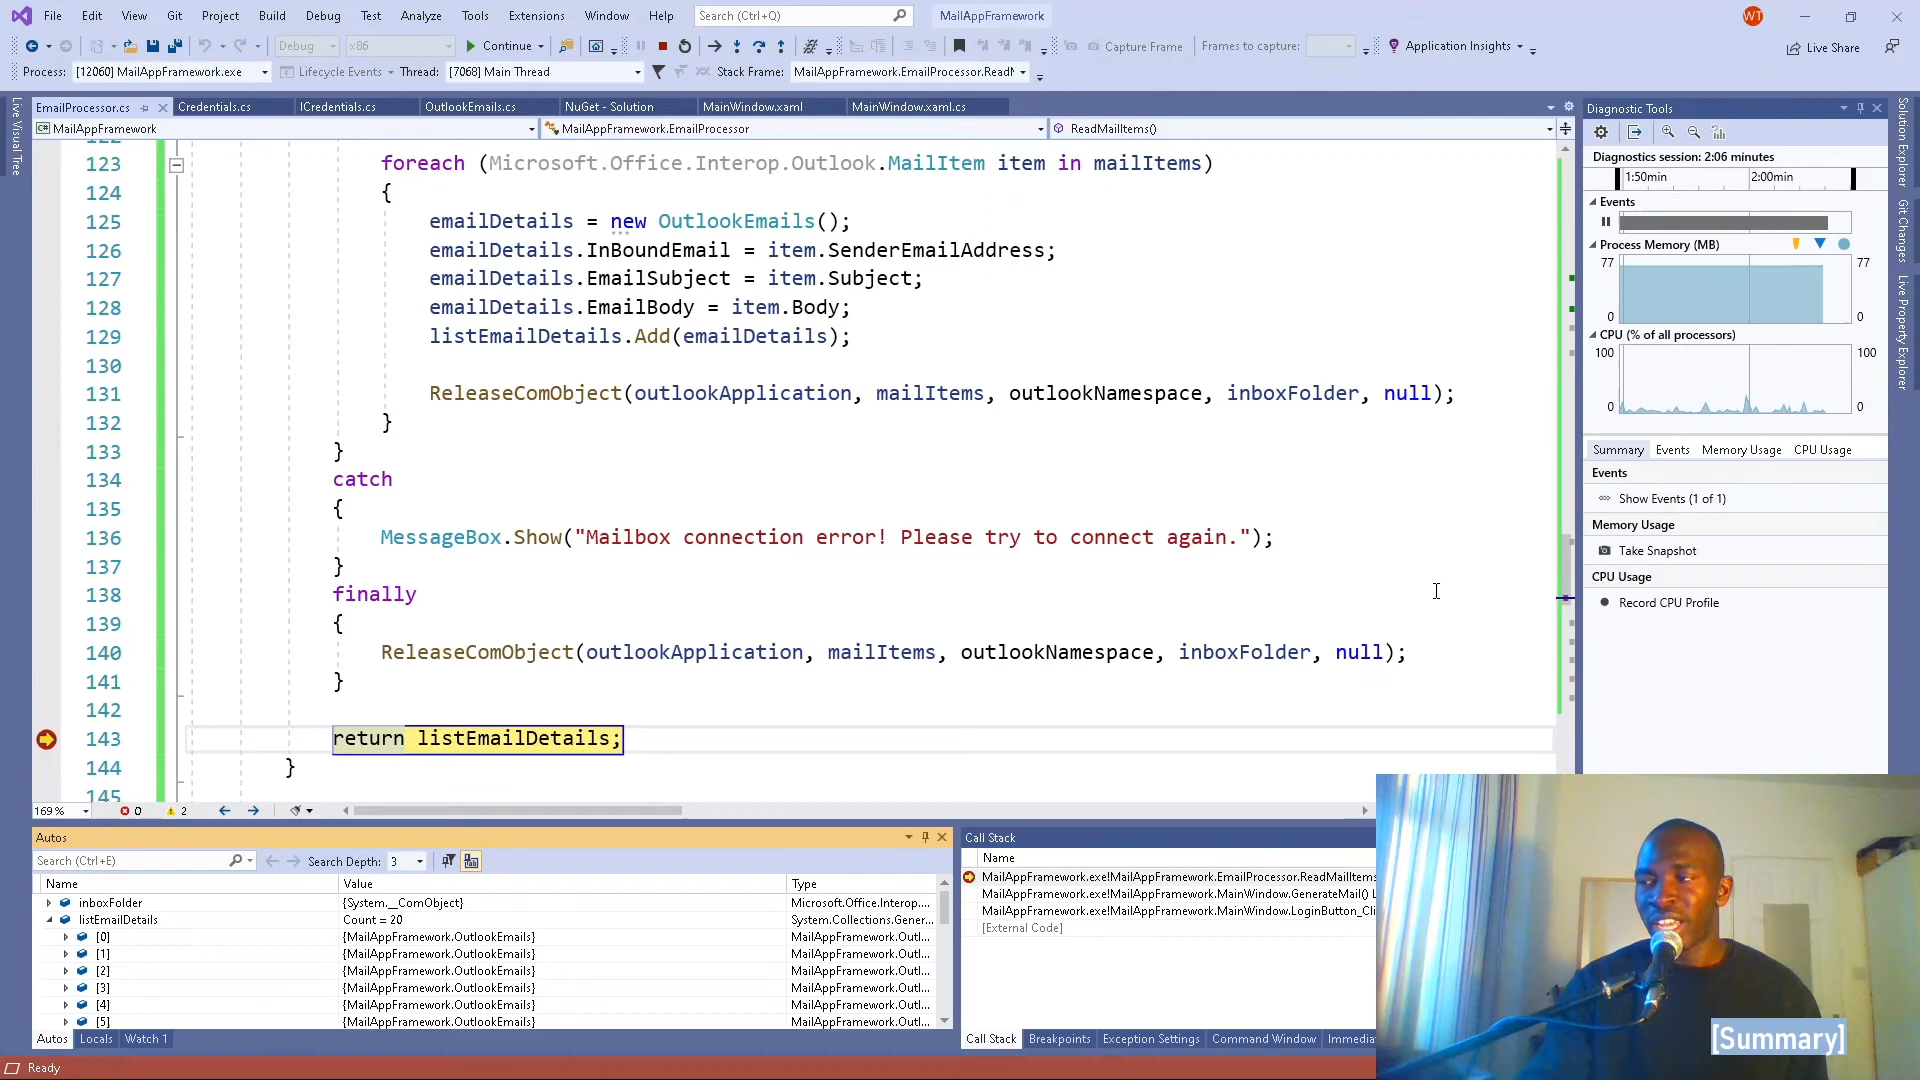 File Edit View Git Project Build Debug Test Analyze Tools Extensions Window Help Search (Ctrl+Q) MailAppFramework WT
Debug x86 Continue Capture Frame Frames to capture: Application Insights Live Share
Process: [12060] MailAppFramework.exe Lifecycle Events Thread: [7068] Main Thread Stack Frame: MailAppFramework.EmailProcessor.ReadM
EmailProcessor.cs Credentials.cs ICredentials.cs OutlookEmails.cs NuGet - Solution MainWindow.xaml MainWindow.xaml.cs
MailAppFramework MailAppFramework.EmailProcessor ReadMailItems()
Live Visual Tree
122
123 foreach (Microsoft.Office.Interop.Outlook.MailItem item in mailItems)
124 {
125 emailDetails = new OutlookEmails();
126 emailDetails.InBoundEmail = item.SenderEmailAddress;
127 emailDetails.EmailSubject = item.Subject;
128 emailDetails.EmailBody = item.Body;
129 listEmailDetails.Add(emailDetails);
130
131 ReleaseComObject(outlookApplication, mailItems, outlookNamespace, inboxFolder, null);
132 }
133 }
134 catch
135 {
136 MessageBox.Show("Mailbox connection error! Please try to connect again.");
137 }
138 finally
139 {
140 ReleaseComObject(outlookApplication, mailItems, outlookNamespace, inboxFolder, null);
141 }
142
143 return listEmailDetails;
144 }
145
169 % 0 2
Diagnostic Tools
Diagnostics session: 2:06 minutes
1:50min 2:00min
Events
Process Memory (MB)
77 77
0 0
CPU (% of all processors)
100 100
0 0
Summary Events Memory Usage CPU Usage
Events
Show Events (1 of 1)
Memory Usage
Take Snapshot
CPU Usage
Record CPU Profile
Solution Explorer
Git Changes
Live Property Explorer
Autos
Search (Ctrl+E) Search Depth: 3
Name Value Type
inboxFolder {System.__ComObject} Microsoft.Office.Interop....
listEmailDetails Count = 20 System.Collections.Gener...
[0] {MailAppFramework.OutlookEmails} MailAppFramework.Outl...
[1] {MailAppFramework.OutlookEmails} MailAppFramework.Outl...
[2] {MailAppFramework.OutlookEmails} MailAppFramework.Outl...
[3] {MailAppFramework.OutlookEmails} MailAppFramework.Outl...
[4] {MailAppFramework.OutlookEmails} MailAppFramework.Outl...
[5] {MailAppFramework.OutlookEmails} MailAppFramework.Outl...
Autos Locals Watch 1
Call Stack
Name
MailAppFramework.exe!MailAppFramework.EmailProcessor.ReadMailItems
MailAppFramework.exe!MailAppFramework.MainWindow.GenerateMail() L
MailAppFramework.exe!MailAppFramework.MainWindow.LoginButton_Cli
[External Code]
Call Stack Breakpoints Exception Settings Command Window Immedia
[Summary]
Ready